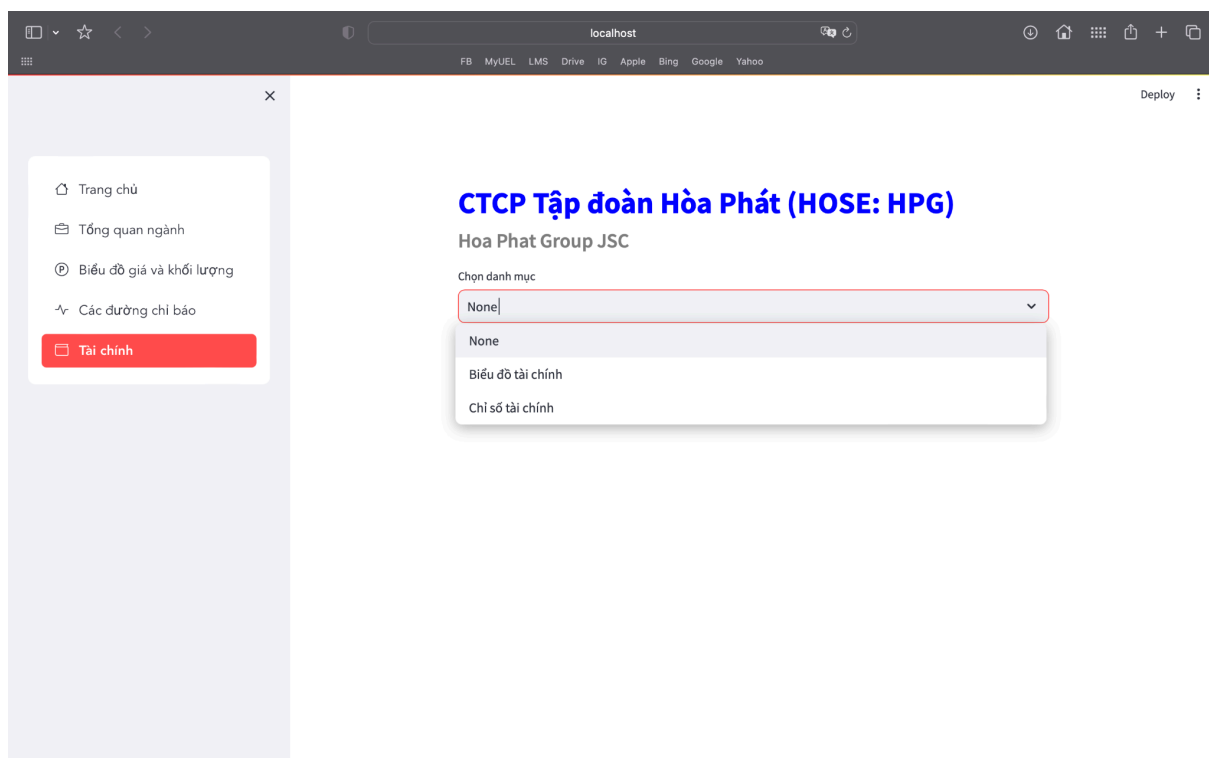 localhost
FB MyUEL LMS Drive IG Apple Bing Google Yahoo
Deploy
Trang chủ
Tổng quan ngành
Biểu đồ giá và khối lượng
Các đường chỉ báo
Tài chính
CTCP Tập đoàn Hòa Phát (HOSE: HPG)
Hoa Phat Group JSC
Chọn danh mục
None
None
Biểu đồ tài chính
Chỉ số tài chính